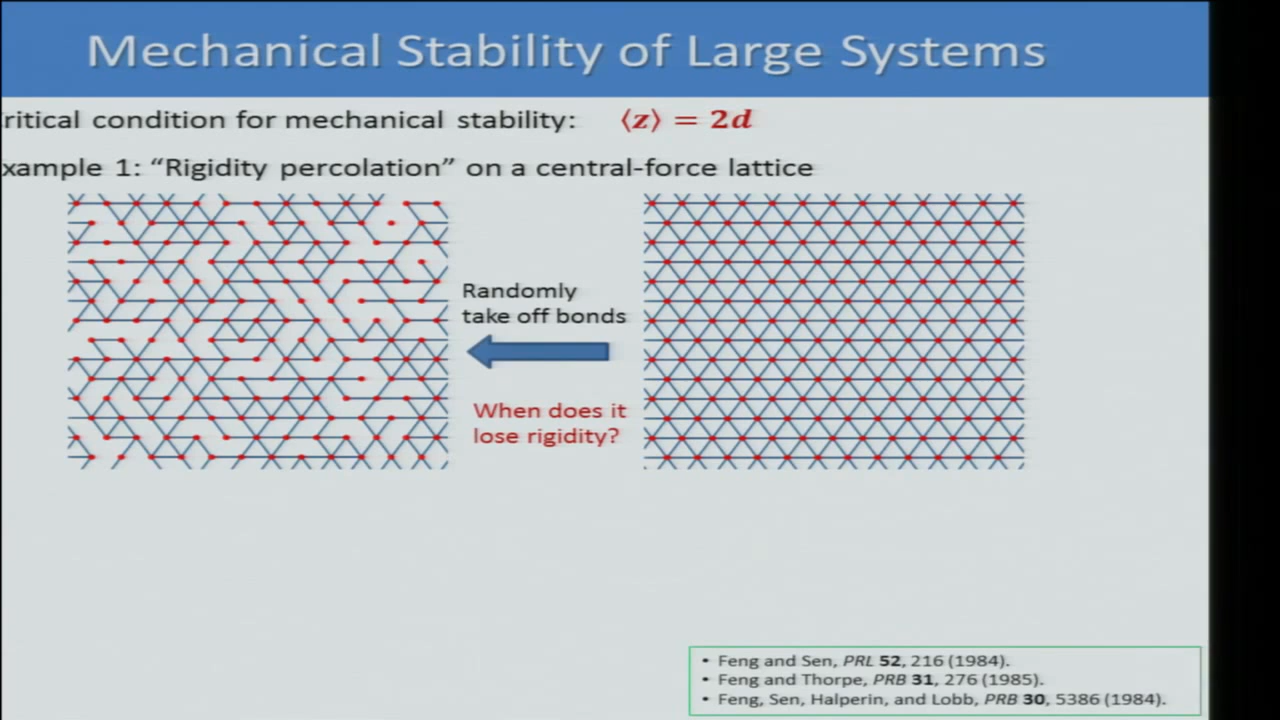 Mechanical Stability of Large Systems
ritical condition for mechanical stability: ⟨z⟩ = 2d
xample 1: “Rigidity percolation” on a central-force lattice
Randomly
take off bonds
When does it
lose rigidity?
• Feng and Sen, PRL 52, 216 (1984).
• Feng and Thorpe, PRB 31, 276 (1985).
• Feng, Sen, Halperin, and Lobb, PRB 30, 5386 (1984).